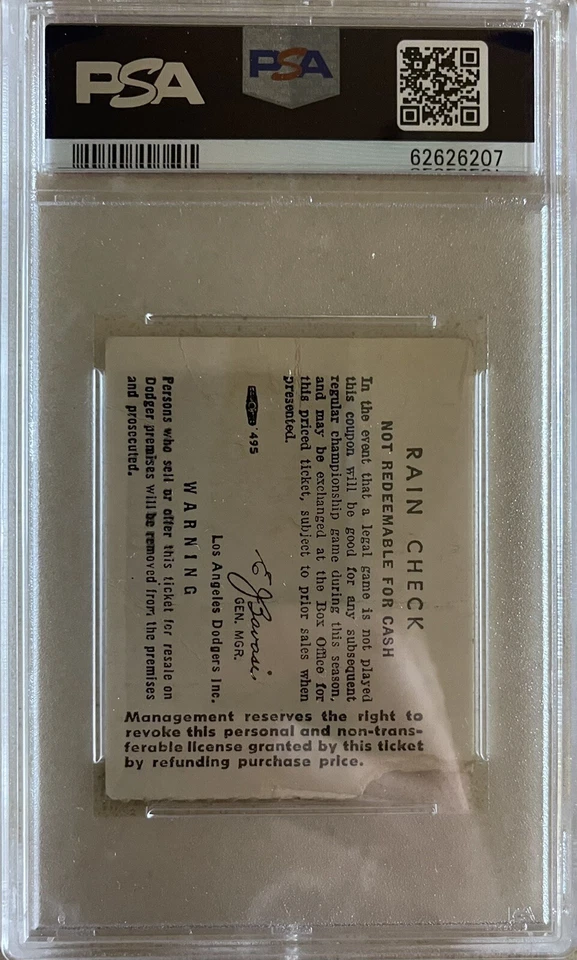 PSA
PSA
62626207
RAIN CHECK
NOT REDEEMABLE FOR CASH
In the event that a legal game is not played
this coupon will be good for any subsequent
regular championship game during this season,
and may be exchanged at the Box Office for
this priced ticket, subject to prior sales when
presented.
495
E J Bavasi.
GEN. MGR.
Los Angeles Dodgers Inc.
WARNING
Persons who sell or offer this ticket for resale on
Dodger premises will be removed from the premises
and prosecuted.
Management reserves the right to
revoke this personal and non-trans-
ferable license granted by this ticket
by refunding purchase price.